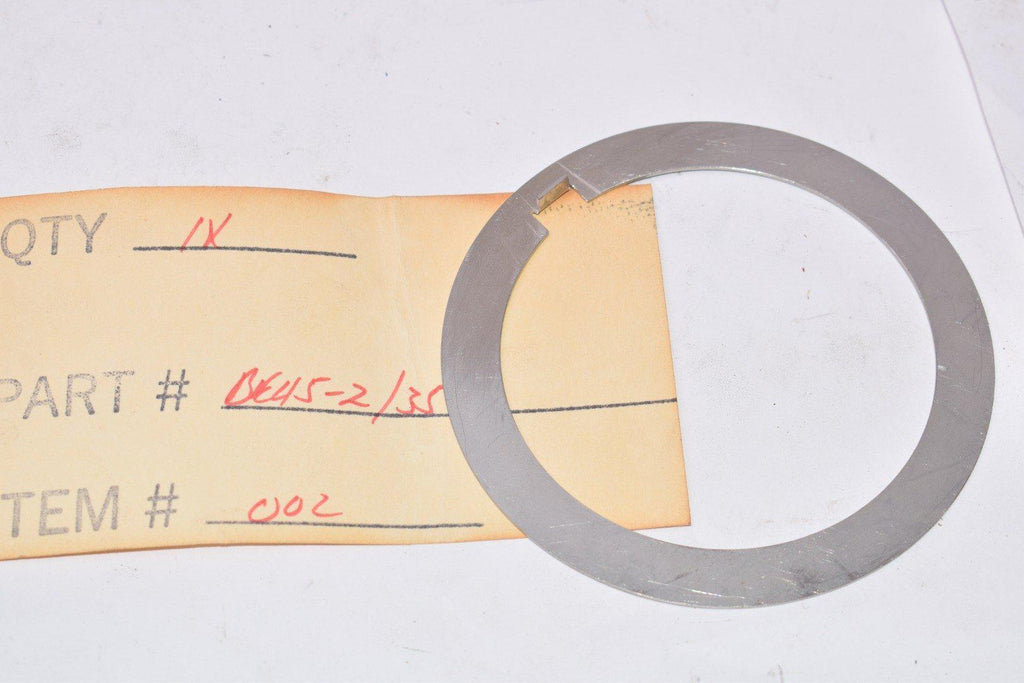 QTY 1X
PART # BE45-2/35
TEM # 002